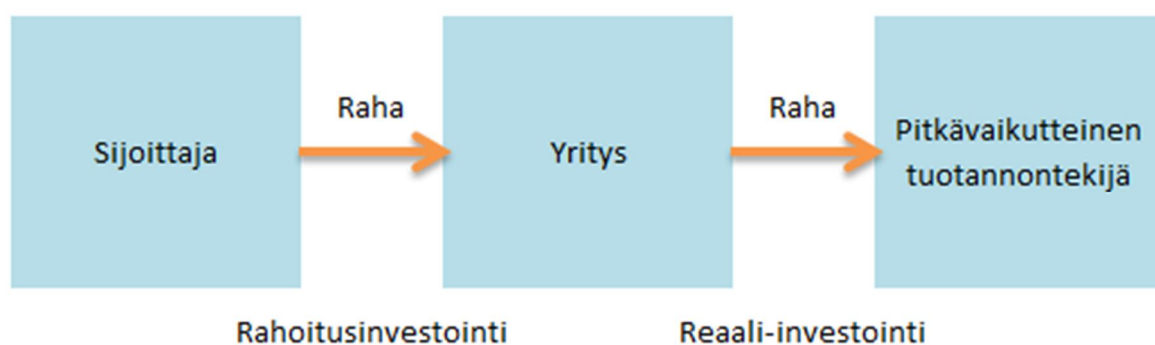 Sijoittaja
Raha
Yritys
Raha
Pitkävaikutteinen
tuotannontekijä
Rahoitusinvestointi
Reaali-investointi